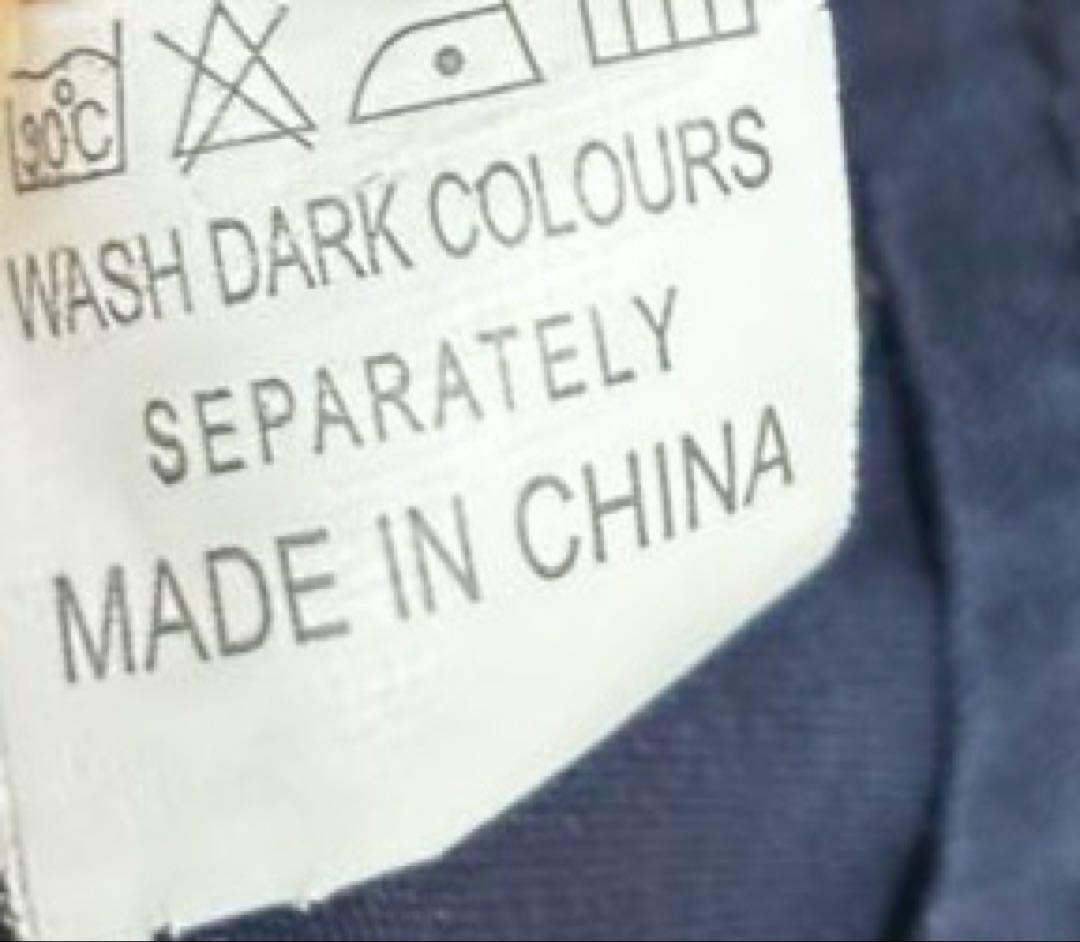 90°C
WASH DARK COLOURS
SEPARATELY
MADE IN CHINA